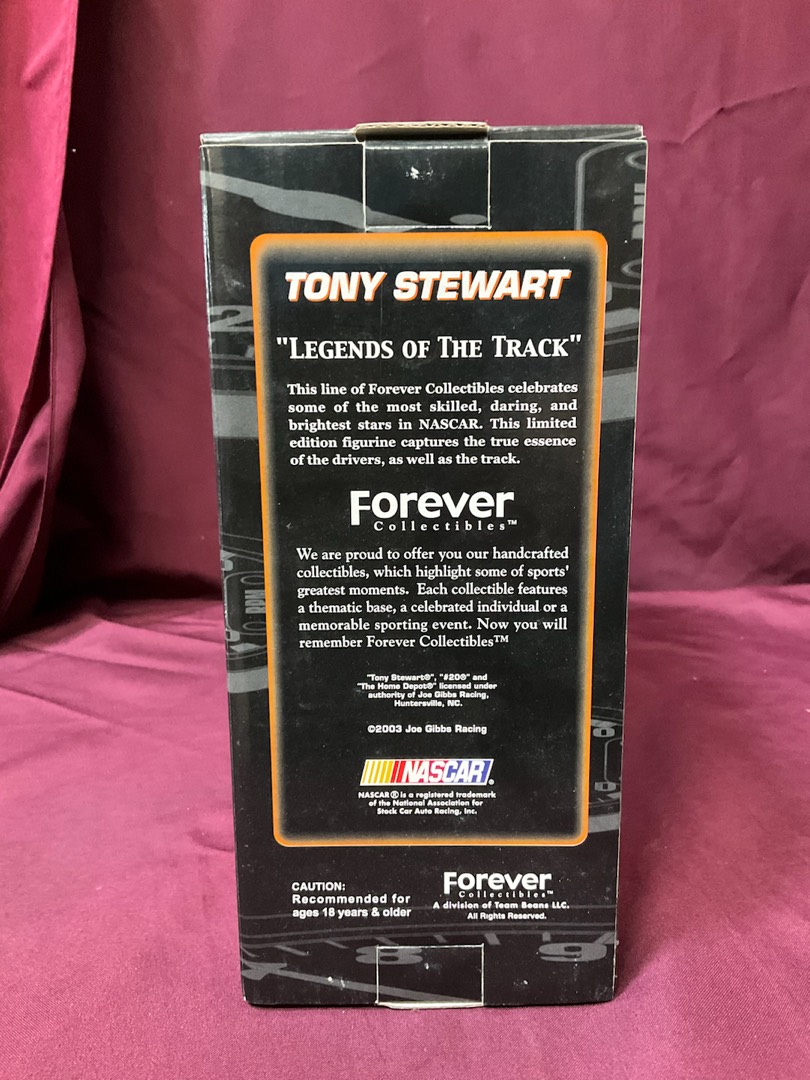 TONY STEWART
"LEGENDS OF THE TRACK"
This line of Forever Collectibles celebrates
some of the most skilled, daring, and
brightest stars in NASCAR. This limited
edition figurine captures the true essence
of the drivers, as well as the track.
Forever
Collectibles™
We are proud to offer you our handcrafted
collectibles, which highlight some of sports'
greatest moments. Each collectible features
a thematic base, a celebrated individual or a
memorable sporting event. Now you will
remember Forever Collectibles™
"Tony Stewart®", "#20®" and
"The Home Depot®" licensed under
authority of Joe Gibbs Racing,
Huntersville, NC.
©2003 Joe Gibbs Racing
NASCAR®
NASCAR® is a registered trademark
of the National Association for
Stock Car Auto Racing, Inc.
CAUTION:
Recommended for
ages 18 years & older
Forever
Collectibles™
A division of Team Beans LLC.
All Rights Reserved.
8 9